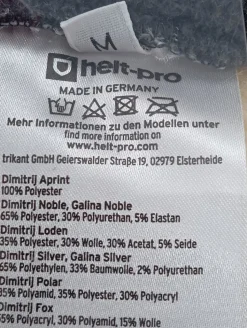 M
helt-pro
MADE IN GERMANY
Mehr Informationen zu den Modellen unter
find more information on
www.helt-pro.com
trikant GmbH Geierswalder Straße 19, 02979 Elsterheide
Dimitrij Aprint
100% Polyester
Dimitrij Noble, Galina Noble
65% Polyester, 30% Polyurethan, 5% Elastan
Dimitrij Loden
35% Polyester, 30% Wolle, 30% Acetat, 5% Seide
Dimitrij Silver, Galina Silver
65% Polyethylen, 33% Baumwolle, 2% Polyurethan
Dimitrij Polar
35% Polyamid, 35% Polyester, 30% Polyacryl
Dimitrij Fox
55% Polyacryl, 30% Polyamid, 15% Wolle